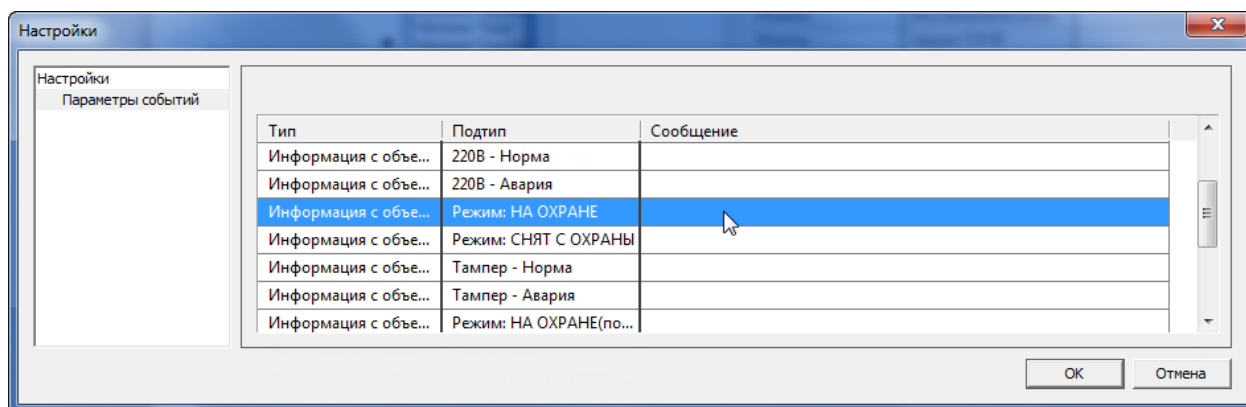 Настройки
Настройки
Параметры событий
Тип Подтип Сообщение
Информация с объе... 220В - Норма
Информация с объе... 220В - Авария
Информация с объе... Режим: НА ОХРАНЕ
Информация с объе... Режим: СНЯТ С ОХРАНЫ
Информация с объе... Тампер - Норма
Информация с объе... Тампер - Авария
Информация с объе... Режим: НА ОХРАНЕ(по...
OK Отмена